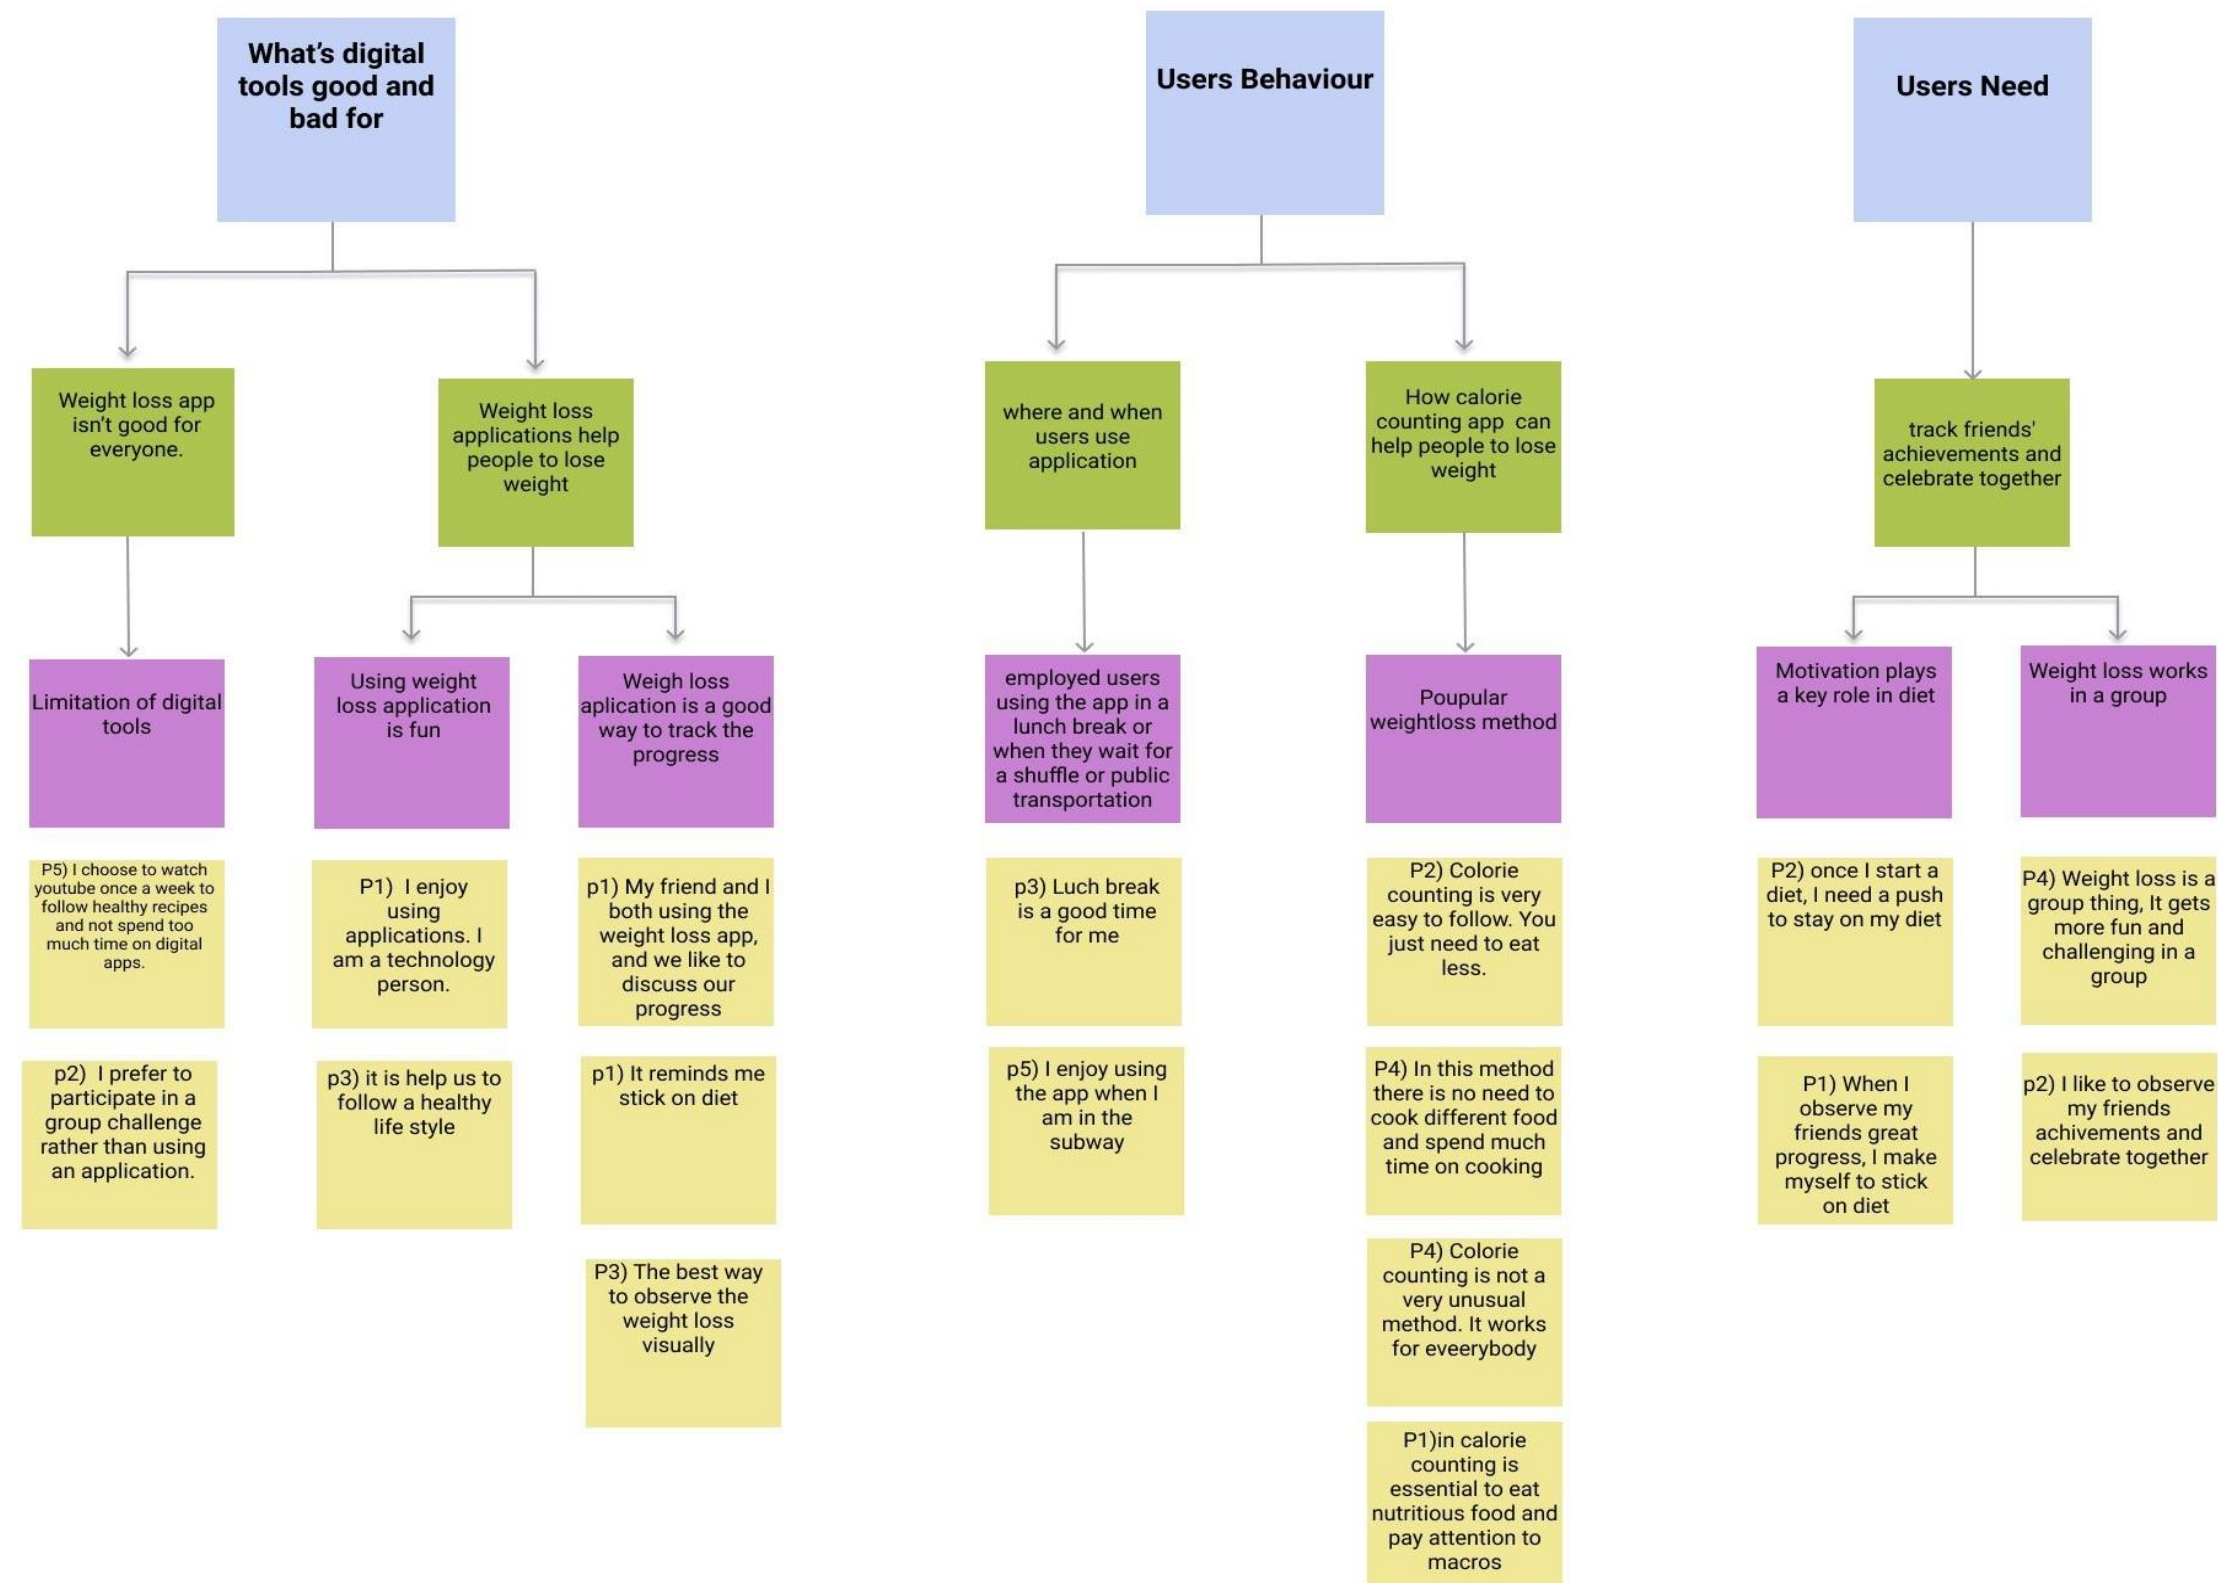 What's digital
tools good and
bad for
Users Behaviour
Users Need
Weight loss app
isn't good for
everyone.
Weight loss
applications help
people to lose
weight
where and when
users use
application
How calorie
counting app can
help people to lose
weight
track friends'
achievements and
celebrate together
Limitation of digital
tools
Using weight
loss application
is fun
Weigh loss
aplication is a good
way to track the
progress
employed users
using the app in a
lunch break or
when they wait for
a shuffle or public
transportation
Poupular
weightloss method
Motivation plays
a key role in diet
Weight loss works
in a group
P5) I choose to watch
youtube once a week to
follow healthy recipes
and not spend too
much time on digital
apps.
P1) I enjoy
using
applications. I
am a technology
person.
p1) My friend and I
both using the
weight loss app,
and we like to
discuss our
progress
p3) Luch break
is a good time
for me
P2) Colorie
counting is very
easy to follow. You
just need to eat
less.
P2) once I start a
diet, I need a push
to stay on my diet
P4) Weight loss is a
group thing, It gets
more fun and
challenging in a
group
p2) I prefer to
participate in a
group challenge
rather than using
an application.
p3) it is help us to
follow a healthy
life style
p1) It reminds me
stick on diet
p5) I enjoy using
the app when I
am in the
subway
P4) In this method
there is no need to
cook different food
and spend much
time on cooking
P1) When I
observe my
friends great
progress, I make
myself to stick
on diet
p2) I like to observe
my friends
achivements and
celebrate together
P3) The best way
to observe the
weight loss
visually
P4) Colorie
counting is not a
very unusual
method. It works
for eveerybody
P1)in calorie
counting is
essential to eat
nutritious food and
pay attention to
macros